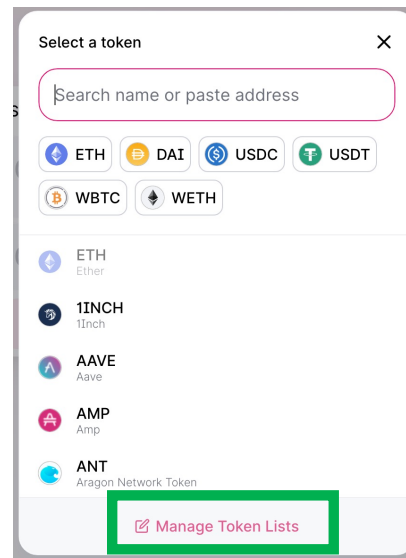 Select a token
Search name or paste address
ETH DAI USDC USDT
WBTC WETH
ETH
Ether
1INCH
1Inch
AAVE
Aave
AMP
Amp
ANT
Aragon Network Token
Manage Token Lists